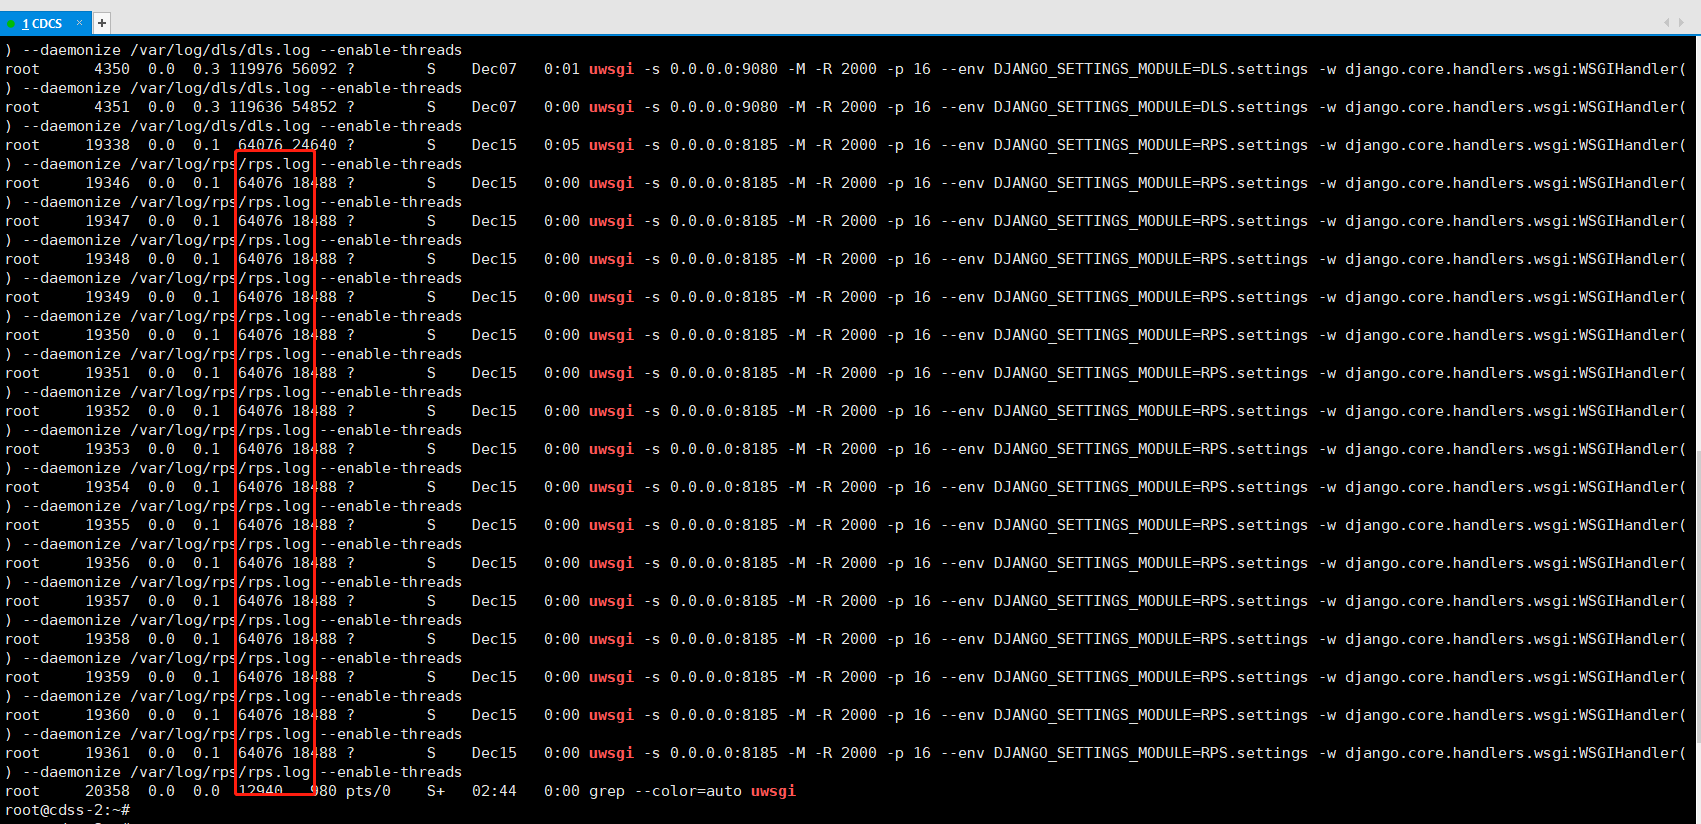 1 CDCS × +
) --daemonize /var/log/dls/dls.log --enable-threads
root      4350  0.0  0.3 119976 56092 ?        S    Dec07   0:01 uwsgi -s 0.0.0.0:9080 -M -R 2000 -p 16 --env DJANGO_SETTINGS_MODULE=DLS.settings -w django.core.handlers.wsgi:WSGIHandler(
) --daemonize /var/log/dls/dls.log --enable-threads
root      4351  0.0  0.3 119636 54852 ?        S    Dec07   0:00 uwsgi -s 0.0.0.0:9080 -M -R 2000 -p 16 --env DJANGO_SETTINGS_MODULE=DLS.settings -w django.core.handlers.wsgi:WSGIHandler(
) --daemonize /var/log/dls/dls.log --enable-threads
root     19338  0.0  0.1  64076 24640 ?        S    Dec15   0:05 uwsgi -s 0.0.0.0:8185 -M -R 2000 -p 16 --env DJANGO_SETTINGS_MODULE=RPS.settings -w django.core.handlers.wsgi:WSGIHandler(
) --daemonize /var/log/rps/rps.log --enable-threads
root     19346  0.0  0.1  64076 18488 ?        S    Dec15   0:00 uwsgi -s 0.0.0.0:8185 -M -R 2000 -p 16 --env DJANGO_SETTINGS_MODULE=RPS.settings -w django.core.handlers.wsgi:WSGIHandler(
) --daemonize /var/log/rps/rps.log --enable-threads
root     19347  0.0  0.1  64076 18488 ?        S    Dec15   0:00 uwsgi -s 0.0.0.0:8185 -M -R 2000 -p 16 --env DJANGO_SETTINGS_MODULE=RPS.settings -w django.core.handlers.wsgi:WSGIHandler(
) --daemonize /var/log/rps/rps.log --enable-threads
root     19348  0.0  0.1  64076 18488 ?        S    Dec15   0:00 uwsgi -s 0.0.0.0:8185 -M -R 2000 -p 16 --env DJANGO_SETTINGS_MODULE=RPS.settings -w django.core.handlers.wsgi:WSGIHandler(
) --daemonize /var/log/rps/rps.log --enable-threads
root     19349  0.0  0.1  64076 18488 ?        S    Dec15   0:00 uwsgi -s 0.0.0.0:8185 -M -R 2000 -p 16 --env DJANGO_SETTINGS_MODULE=RPS.settings -w django.core.handlers.wsgi:WSGIHandler(
) --daemonize /var/log/rps/rps.log --enable-threads
root     19350  0.0  0.1  64076 18488 ?        S    Dec15   0:00 uwsgi -s 0.0.0.0:8185 -M -R 2000 -p 16 --env DJANGO_SETTINGS_MODULE=RPS.settings -w django.core.handlers.wsgi:WSGIHandler(
) --daemonize /var/log/rps/rps.log --enable-threads
root     19351  0.0  0.1  64076 18488 ?        S    Dec15   0:00 uwsgi -s 0.0.0.0:8185 -M -R 2000 -p 16 --env DJANGO_SETTINGS_MODULE=RPS.settings -w django.core.handlers.wsgi:WSGIHandler(
) --daemonize /var/log/rps/rps.log --enable-threads
root     19352  0.0  0.1  64076 18488 ?        S    Dec15   0:00 uwsgi -s 0.0.0.0:8185 -M -R 2000 -p 16 --env DJANGO_SETTINGS_MODULE=RPS.settings -w django.core.handlers.wsgi:WSGIHandler(
) --daemonize /var/log/rps/rps.log --enable-threads
root     19353  0.0  0.1  64076 18488 ?        S    Dec15   0:00 uwsgi -s 0.0.0.0:8185 -M -R 2000 -p 16 --env DJANGO_SETTINGS_MODULE=RPS.settings -w django.core.handlers.wsgi:WSGIHandler(
) --daemonize /var/log/rps/rps.log --enable-threads
root     19354  0.0  0.1  64076 18488 ?        S    Dec15   0:00 uwsgi -s 0.0.0.0:8185 -M -R 2000 -p 16 --env DJANGO_SETTINGS_MODULE=RPS.settings -w django.core.handlers.wsgi:WSGIHandler(
) --daemonize /var/log/rps/rps.log --enable-threads
root     19355  0.0  0.1  64076 18488 ?        S    Dec15   0:00 uwsgi -s 0.0.0.0:8185 -M -R 2000 -p 16 --env DJANGO_SETTINGS_MODULE=RPS.settings -w django.core.handlers.wsgi:WSGIHandler(
) --daemonize /var/log/rps/rps.log --enable-threads
root     19356  0.0  0.1  64076 18488 ?        S    Dec15   0:00 uwsgi -s 0.0.0.0:8185 -M -R 2000 -p 16 --env DJANGO_SETTINGS_MODULE=RPS.settings -w django.core.handlers.wsgi:WSGIHandler(
) --daemonize /var/log/rps/rps.log --enable-threads
root     19357  0.0  0.1  64076 18488 ?        S    Dec15   0:00 uwsgi -s 0.0.0.0:8185 -M -R 2000 -p 16 --env DJANGO_SETTINGS_MODULE=RPS.settings -w django.core.handlers.wsgi:WSGIHandler(
) --daemonize /var/log/rps/rps.log --enable-threads
root     19358  0.0  0.1  64076 18488 ?        S    Dec15   0:00 uwsgi -s 0.0.0.0:8185 -M -R 2000 -p 16 --env DJANGO_SETTINGS_MODULE=RPS.settings -w django.core.handlers.wsgi:WSGIHandler(
) --daemonize /var/log/rps/rps.log --enable-threads
root     19359  0.0  0.1  64076 18488 ?        S    Dec15   0:00 uwsgi -s 0.0.0.0:8185 -M -R 2000 -p 16 --env DJANGO_SETTINGS_MODULE=RPS.settings -w django.core.handlers.wsgi:WSGIHandler(
) --daemonize /var/log/rps/rps.log --enable-threads
root     19360  0.0  0.1  64076 18488 ?        S    Dec15   0:00 uwsgi -s 0.0.0.0:8185 -M -R 2000 -p 16 --env DJANGO_SETTINGS_MODULE=RPS.settings -w django.core.handlers.wsgi:WSGIHandler(
) --daemonize /var/log/rps/rps.log --enable-threads
root     19361  0.0  0.1  64076 18488 ?        S    Dec15   0:00 uwsgi -s 0.0.0.0:8185 -M -R 2000 -p 16 --env DJANGO_SETTINGS_MODULE=RPS.settings -w django.core.handlers.wsgi:WSGIHandler(
) --daemonize /var/log/rps/rps.log --enable-threads
root     20358  0.0  0.0  12940   980 pts/0    S+   02:44   0:00 grep --color=auto uwsgi
root@cdss-2:~#